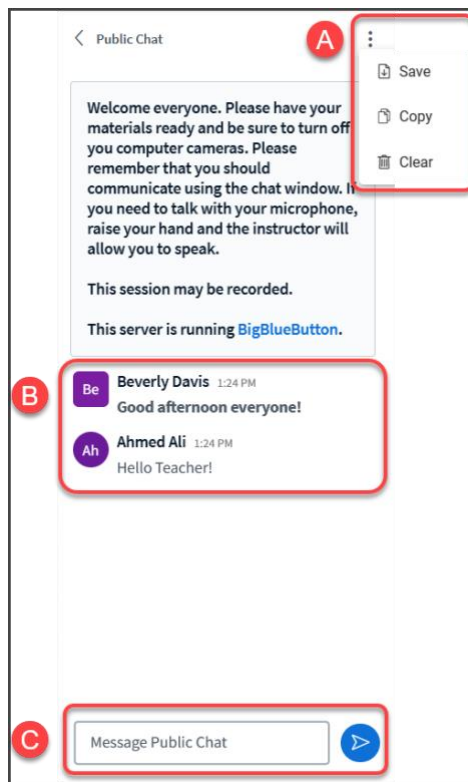 Public Chat
A
Save
Copy
Clear
Welcome everyone. Please have your
materials ready and be sure to turn off
you computer cameras. Please
remember that you should
communicate using the chat window. If
you need to talk with your microphone,
raise your hand and the instructor will
allow you to speak.
This session may be recorded.
This server is running BigBlueButton.
B
Be
Beverly Davis 1:24 PM
Good afternoon everyone!
Ah
Ahmed Ali 1:24 PM
Hello Teacher!
C
Message Public Chat